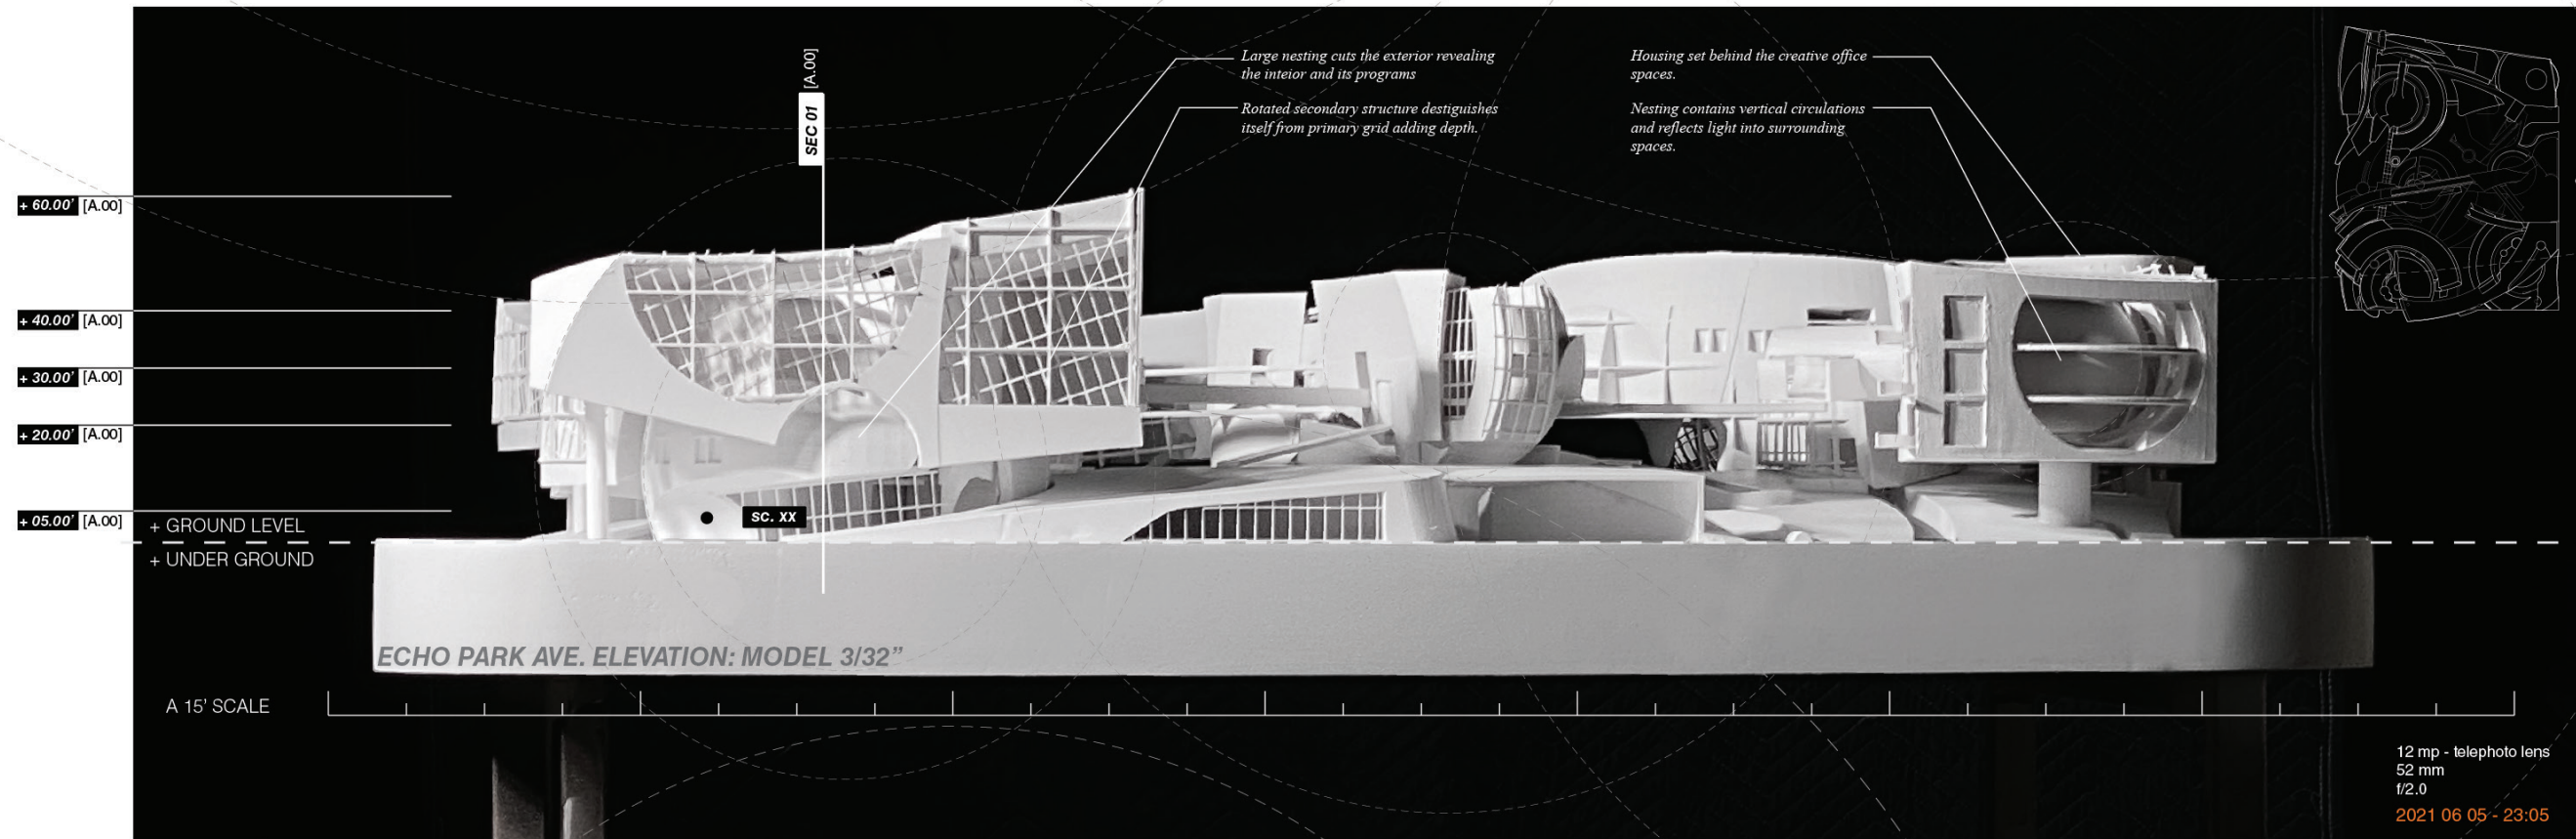 [A.00]
SEC 01
Large nesting cuts the exterior revealing
the inteior and its programs
Rotated secondary structure destiguishes
itself from primary grid adding depth.
Housing set behind the creative office
spaces.
Nesting contains vertical circulations
and reflects light into surrounding
spaces.
+ 60.00' [A.00]
+ 40.00' [A.00]
+ 30.00' [A.00]
+ 20.00' [A.00]
+ 05.00' [A.00]
+ GROUND LEVEL
+ UNDER GROUND
SC. XX
ECHO PARK AVE. ELEVATION: MODEL 3/32”
A 15' SCALE
12 mp - telephoto lens
52 mm
f/2.0
2021 06 05 - 23:05